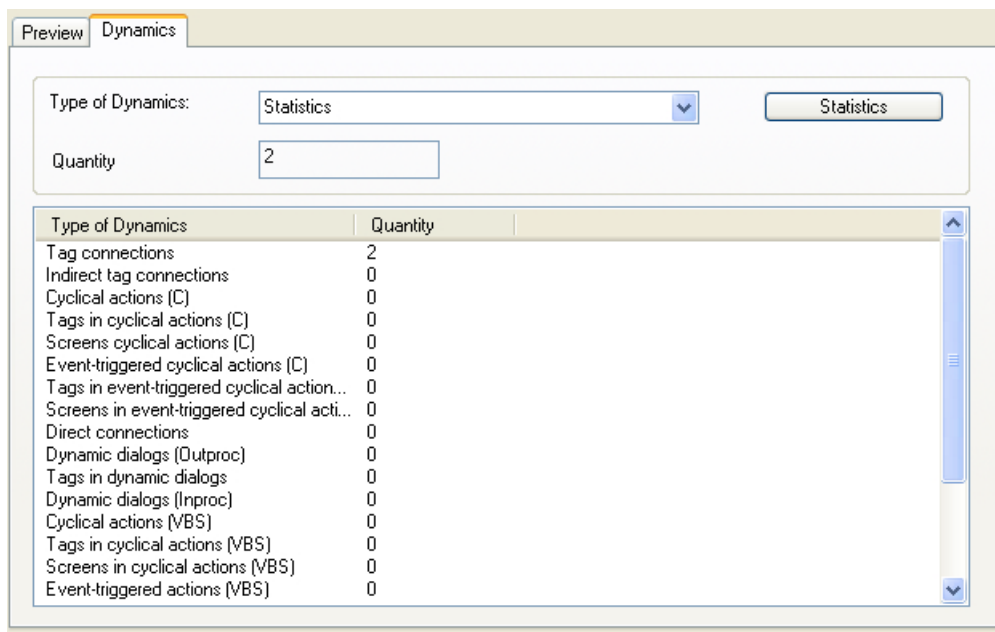 Preview Dynamics
Type of Dynamics: Statistics Statistics
Quantity 2
Type of Dynamics Quantity
Tag connections 2
Indirect tag connections 0
Cyclical actions (C) 0
Tags in cyclical actions (C) 0
Screens cyclical actions (C) 0
Event-triggered cyclical actions (C) 0
Tags in event-triggered cyclical action... 0
Screens in event-triggered cyclical acti... 0
Direct connections 0
Dynamic dialogs (Outproc) 0
Tags in dynamic dialogs 0
Dynamic dialogs (Inproc) 0
Cyclical actions (VBS) 0
Tags in cyclical actions (VBS) 0
Screens in cyclical actions (VBS) 0
Event-triggered actions (VBS) 0